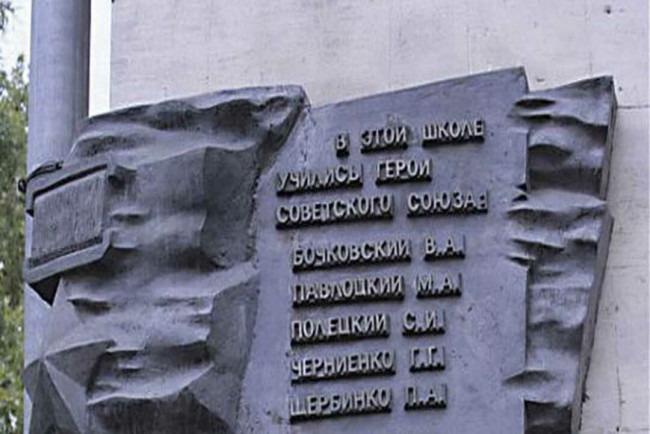 В ЭТОЙ ШКОЛЕ
УЧИЛИСЬ ГЕРОИ
СОВЕТСКОГО СОЮЗА:
БОЧКОВСКИЙ В.А.
ПАВЛОЦКИЙ М.А.
ПОЛЕЦКИЙ С.И.
ЧЕРНИЕНКО Г.Г.
ЩЕРБИНКО П.А.